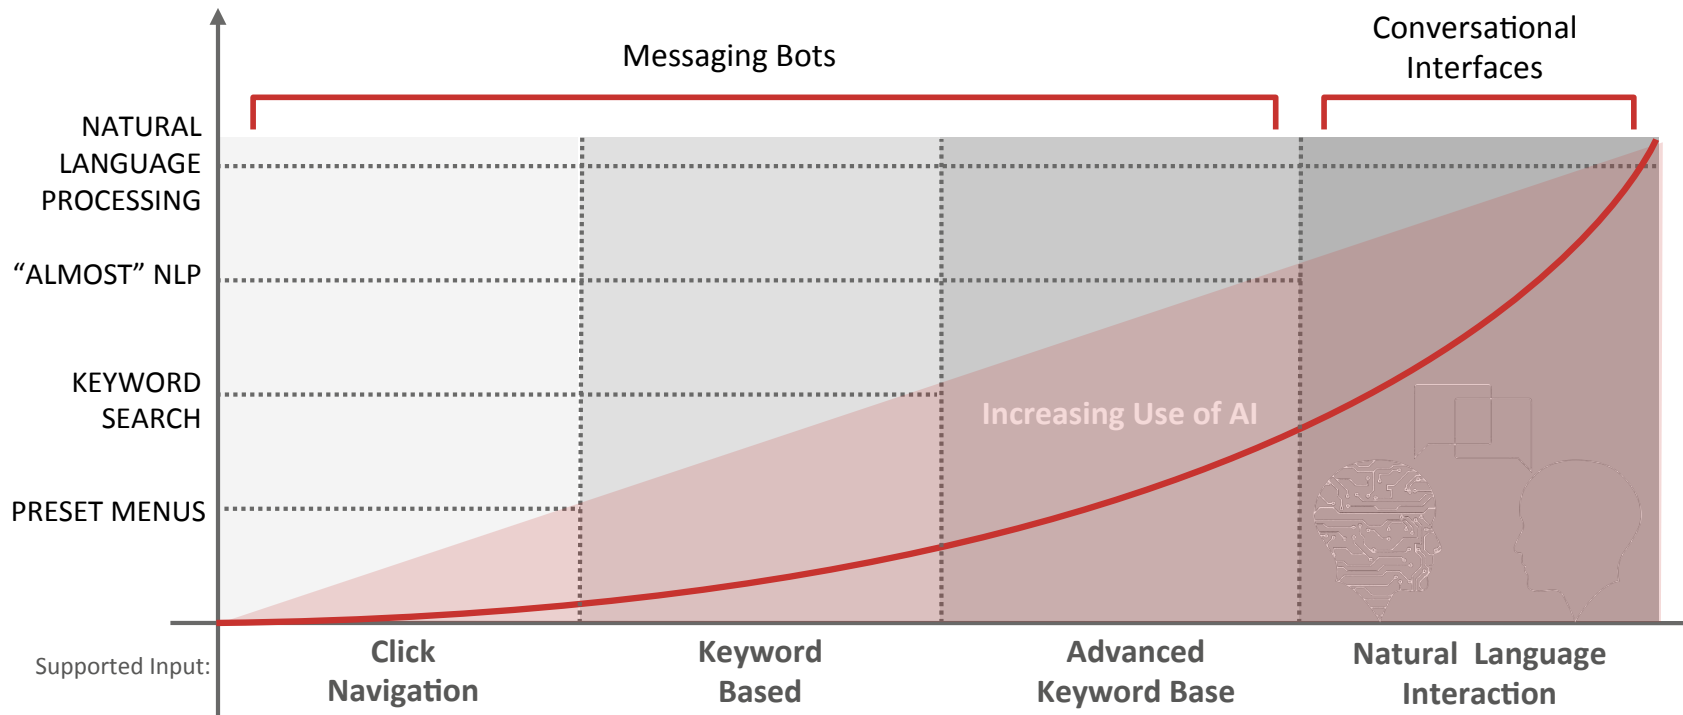 Messaging Bots
Conversational
Interfaces
NATURAL
LANGUAGE
PROCESSING
“ALMOST” NLP
KEYWORD
SEARCH
Increasing Use of AI
PRESET MENUS
Supported Input:
Click
Navigation
Keyword
Based
Advanced
Keyword Base
Natural Language
Interaction